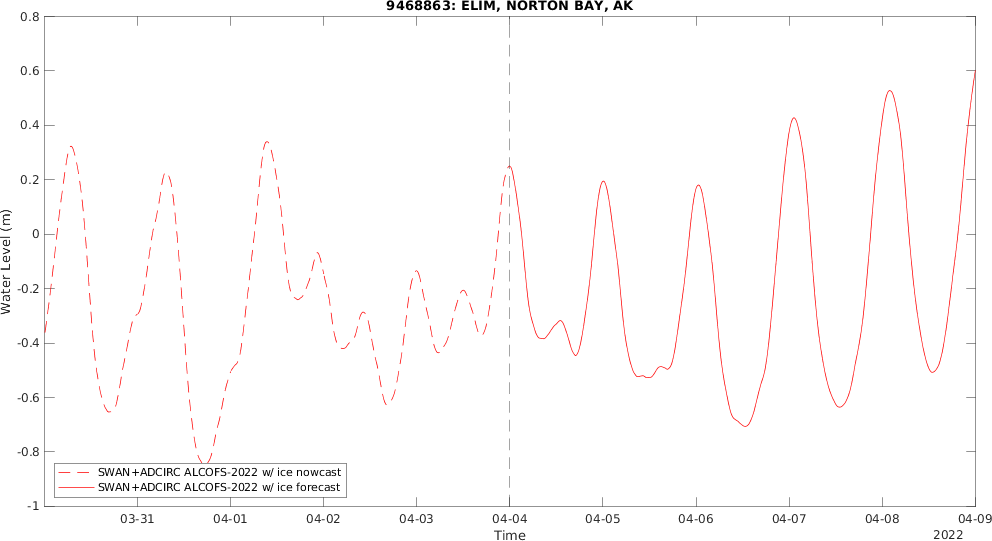 9468863: ELIM, NORTON BAY, AK
Water Level (m)
0.8
0.6
0.4
0.2
0
-0.2
-0.4
-0.6
-0.8
-1
SWAN+ADCIRC ALCOFS-2022 w/ ice nowcast
SWAN+ADCIRC ALCOFS-2022 w/ ice forecast
03-31 04-01 04-02 04-03 04-04 04-05 04-06 04-07 04-08 04-09
Time
2022